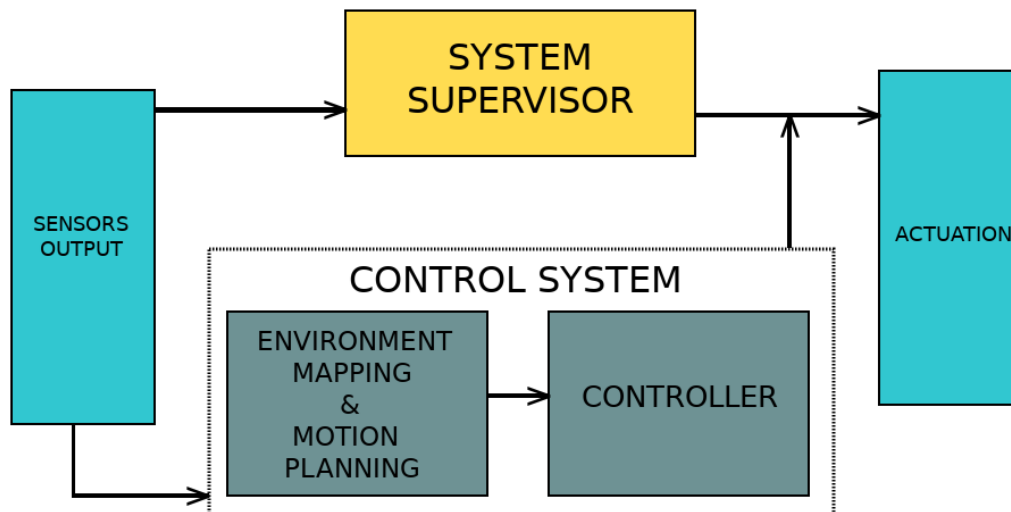 SYSTEM
SUPERVISOR
SENSORS
OUTPUT
ACTUATION
CONTROL SYSTEM
ENVIRONMENT
MAPPING
&
MOTION
PLANNING
CONTROLLER